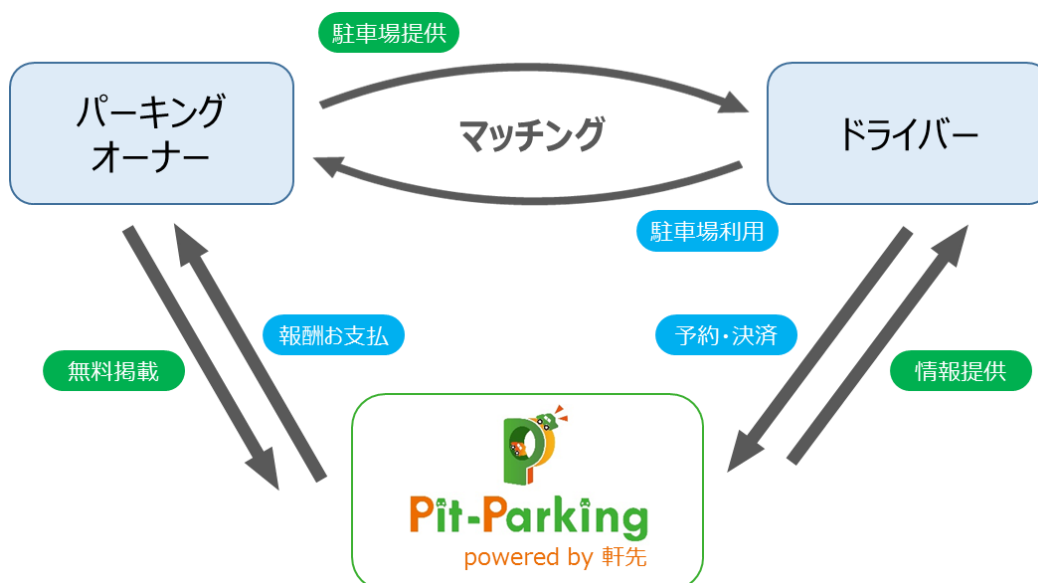 駐車場提供
パーキング
オーナー
マッチング
ドライバー
駐車場利用
報酬お支払
予約・決済
無料掲載
情報提供
P
Pit-Parking
powered by 軒先